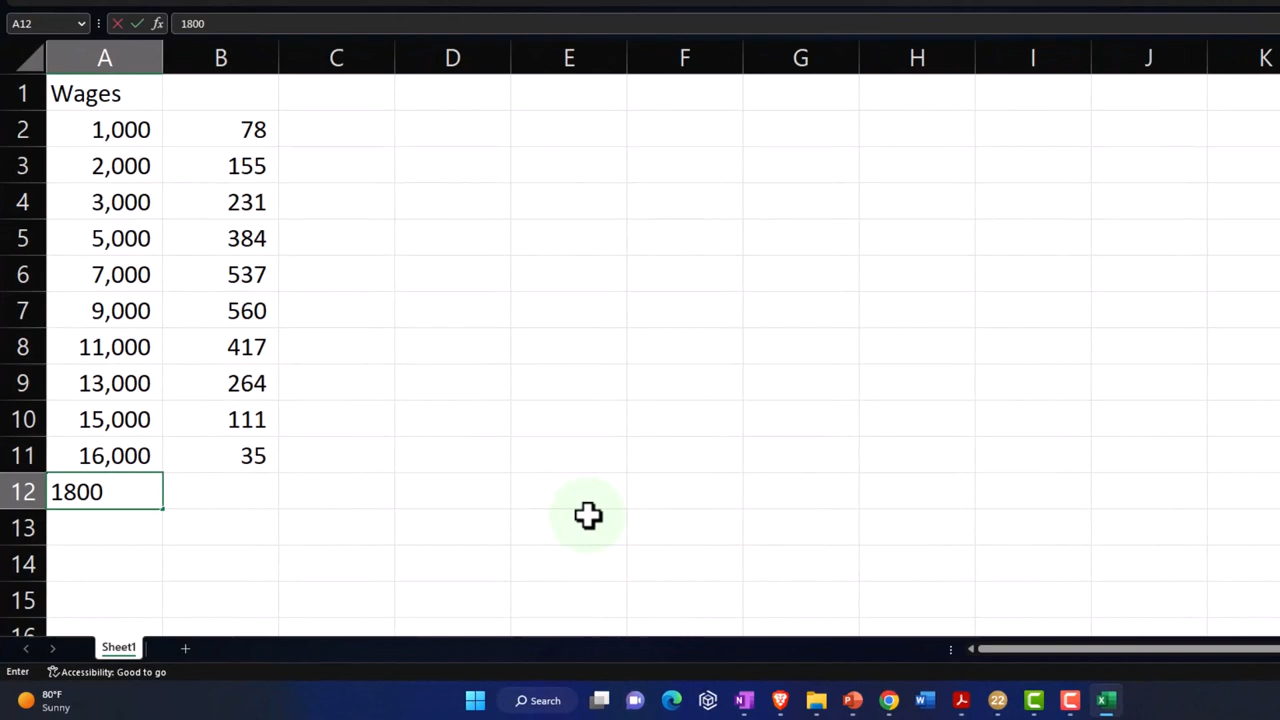 A12 fx 1800
A B C D E F G H I J K
1 Wages
2 1,000 78
3 2,000 155
4 3,000 231
5 5,000 384
6 7,000 537
7 9,000 560
8 11,000 417
9 13,000 264
10 15,000 111
11 16,000 35
12 1800
13
14
15
16
Sheet1
Enter Accessibility: Good to go
80°F
Sunny
Search 22